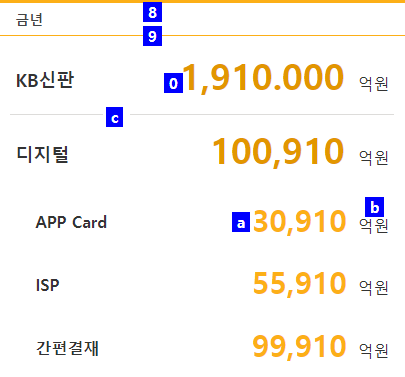 금년
8
9
KB신판 0 1,910.000 억원
c
디지털 100,910 억원
b
APP Card a 30,910 억원
ISP 55,910 억원
간편결재 99,910 억원